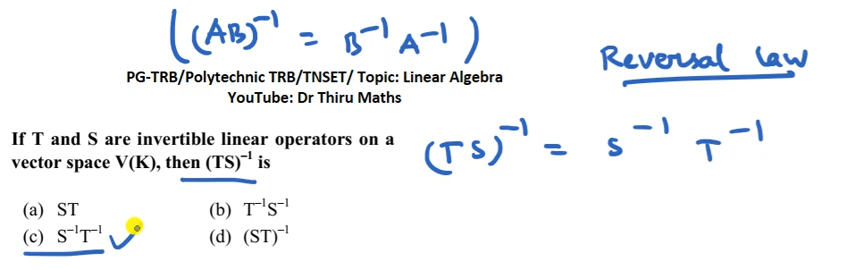 ((AB)⁻¹ = B⁻¹ A⁻¹)
Reversal law
PG-TRB/Polytechnic TRB/TNSET/ Topic: Linear Algebra
YouTube: Dr Thiru Maths
If T and S are invertible linear operators on a
vector space V(K), then (TS)⁻¹ is
(TS)⁻¹ = S⁻¹ T⁻¹
(a) ST (b) T⁻¹S⁻¹
(c) S⁻¹T⁻¹ (d) (ST)⁻¹